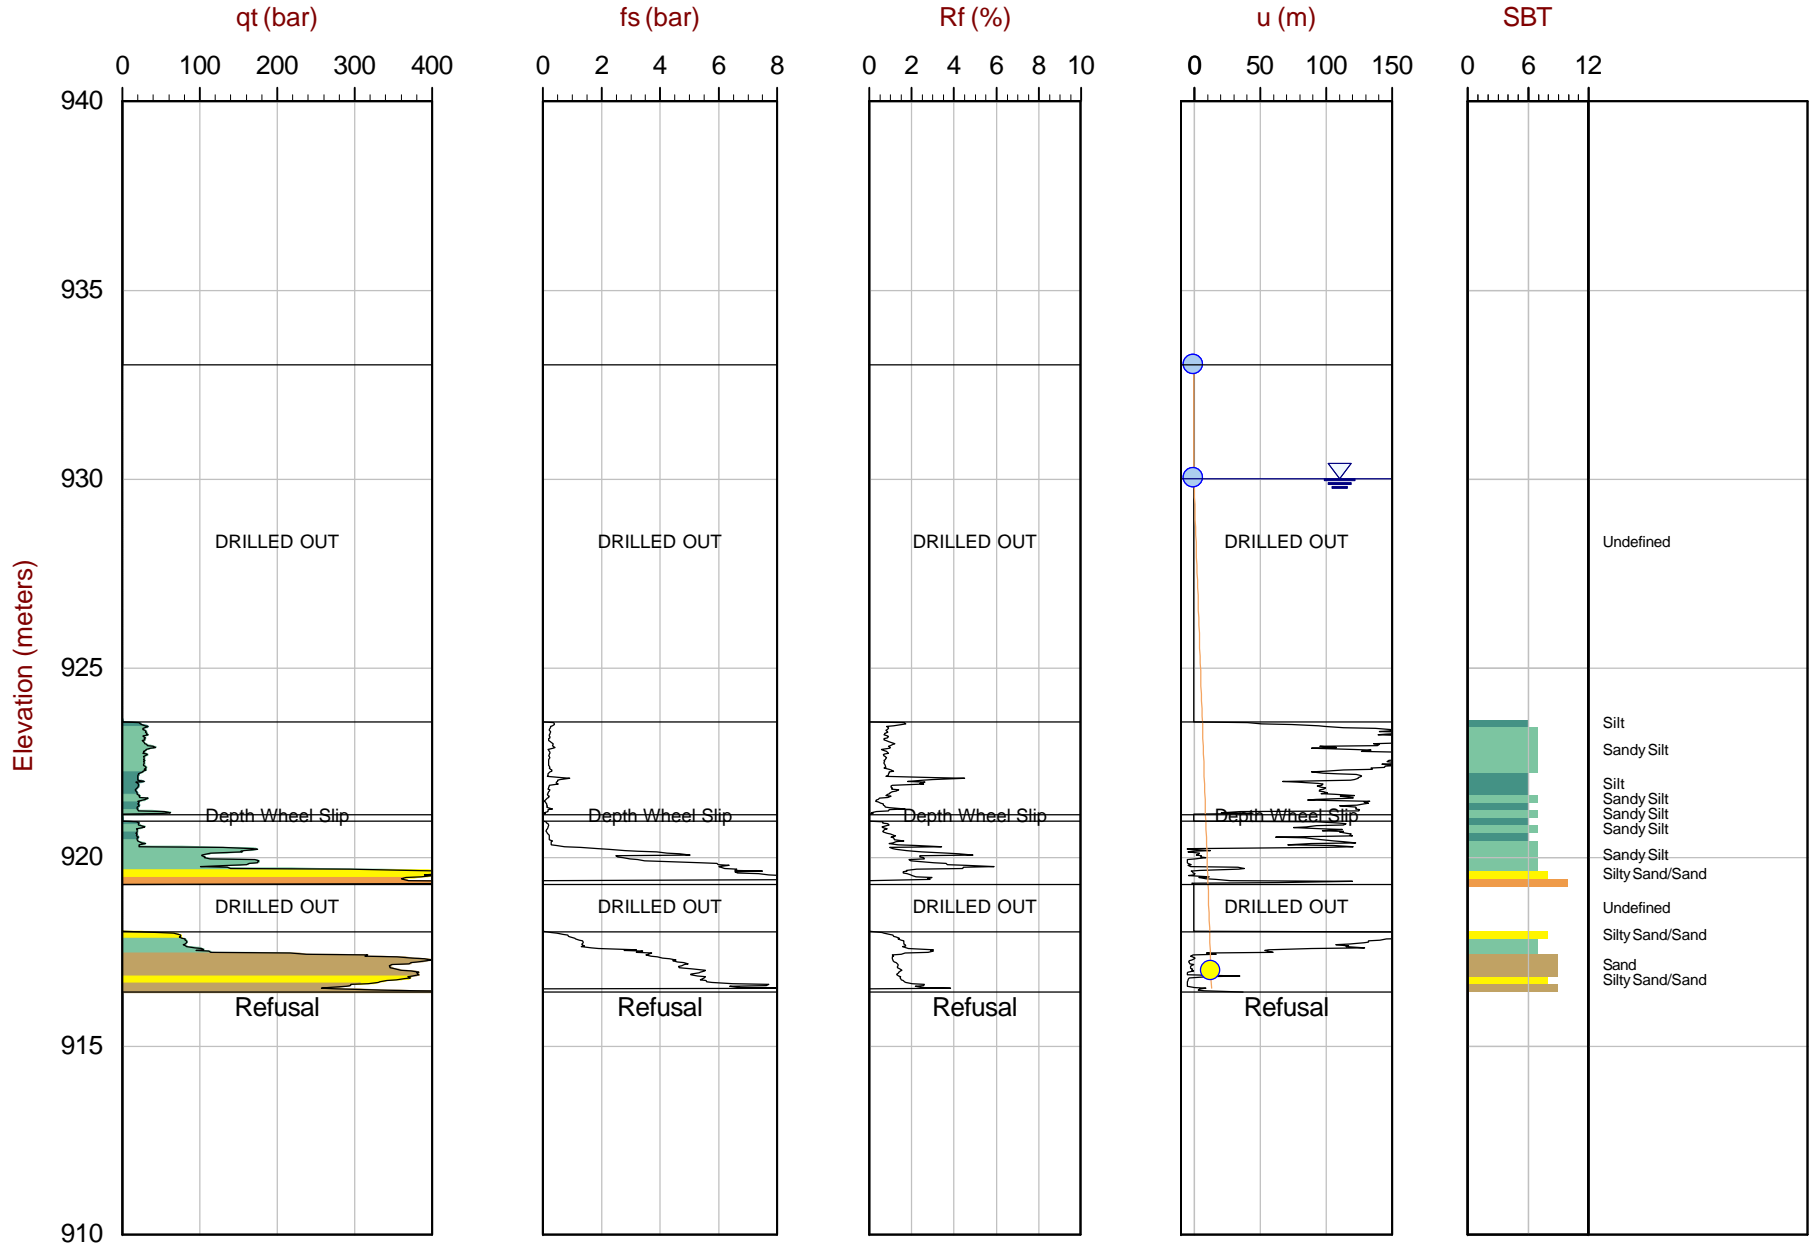 qt (bar) fs (bar) Rf (%) u (m) SBT
0 100 200 300 400 0 2 4 6 8 0 2 4 6 8 10 0 50 100 150 0 6 12
940
935
930
DRILLED OUT DRILLED OUT DRILLED OUT DRILLED OUT Undefined
Elevation (meters)
925
Silt
Sandy Silt
Silt
Sandy Silt
Depth Wheel Slip Depth Wheel Slip Depth Wheel Slip Depth Wheel Slip Sandy Silt
Sandy Silt
920 Sandy Silt
Silty Sand/Sand
DRILLED OUT DRILLED OUT DRILLED OUT DRILLED OUT Undefined
Silty Sand/Sand
Sand
Silty Sand/Sand
Refusal Refusal Refusal Refusal
915
910